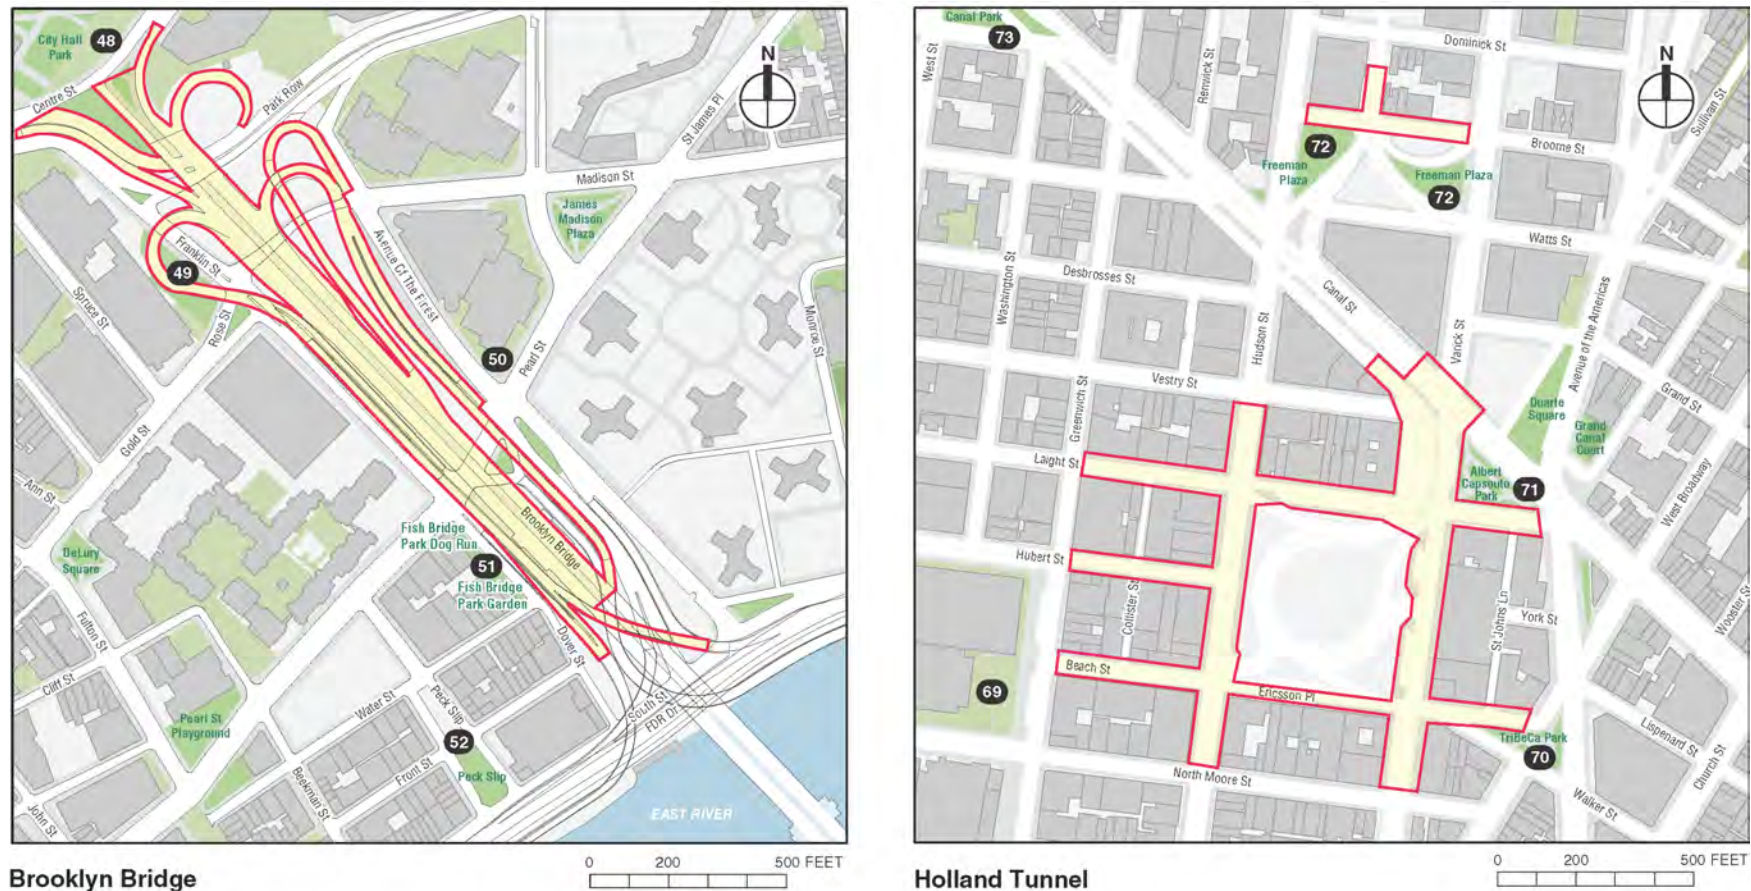 48
City Hall
Park
Centre St
Park Row
N
St James Pl
Madison St
James
Madison
Plaza
Avenue Of The Finest
Franklin St
49
Spruce St
Rose St
Monroe St
50
Pearl St
Gold St
Ann St
Brooklyn Bridge
Fish Bridge
Park Dog Run
51
Fish Bridge
Park Garden
DeLury
Square
Fulton St
Dover St
Cliff St
Pearl St
Playground
Water St
Peck Slip
52
South St
FDR Dr
Front St
Peck Slip
Beekman St
John St
EAST RIVER
Brooklyn Bridge
0 200 500 FEET
Canal Park
73
West St
Renwick St
Dominick St
N
Sullivan St
72
Freeman
Plaza
Freeman Plaza
72
Broome St
Watts St
Desbrosses St
Washington St
Canal St
Hudson St
Varick St
Avenue of the Americas
Vestry St
Greenwich St
Grand St
Duarte
Square
Grand
Canal
Court
Laight St
Albert
Capsouto
Park
71
West Broadway
Hubert St
Collister St
St Johns Ln
York St
Wooster St
Beach St
69
Ericsson Pl
TriBeCa Park
70
Lispenard St
North Moore St
Walker St
Church St
Holland Tunnel
0 200 500 FEET